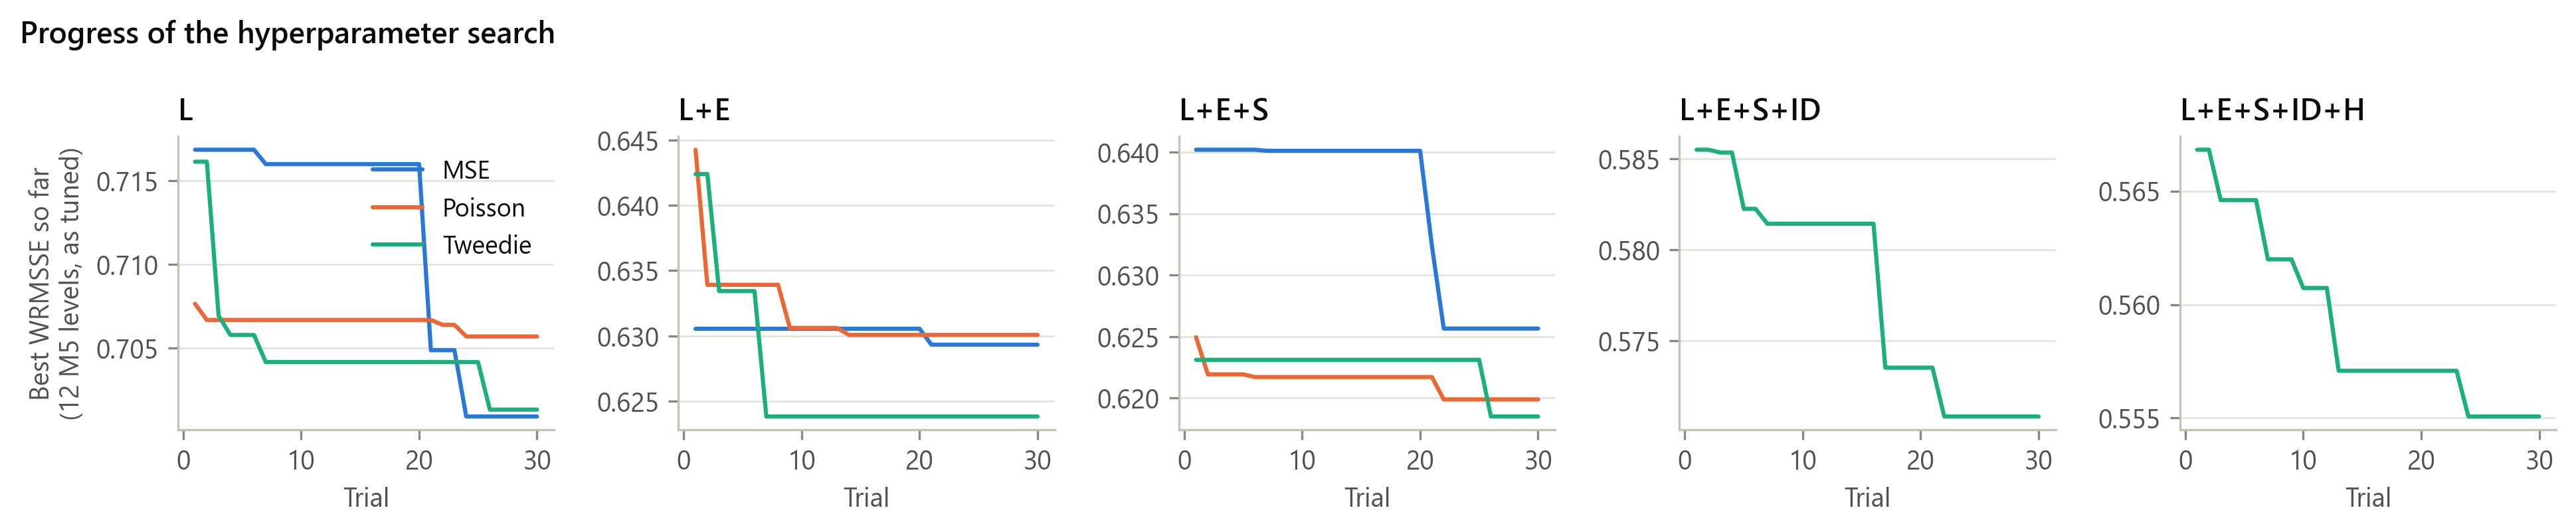 Progress of the hyperparameter search
L
L+E
L+E+S
L+E+S+ID
L+E+S+ID+H
Best WRMSSE so far
(12 M5 levels, as tuned)
0.715
0.710
0.705
MSE
Poisson
Tweedie
0 10 20 30
Trial
0.645
0.640
0.635
0.630
0.625
0 10 20 30
Trial
0.640
0.635
0.630
0.625
0.620
0 10 20 30
Trial
0.585
0.580
0.575
0 10 20 30
Trial
0.565
0.560
0.555
0 10 20 30
Trial